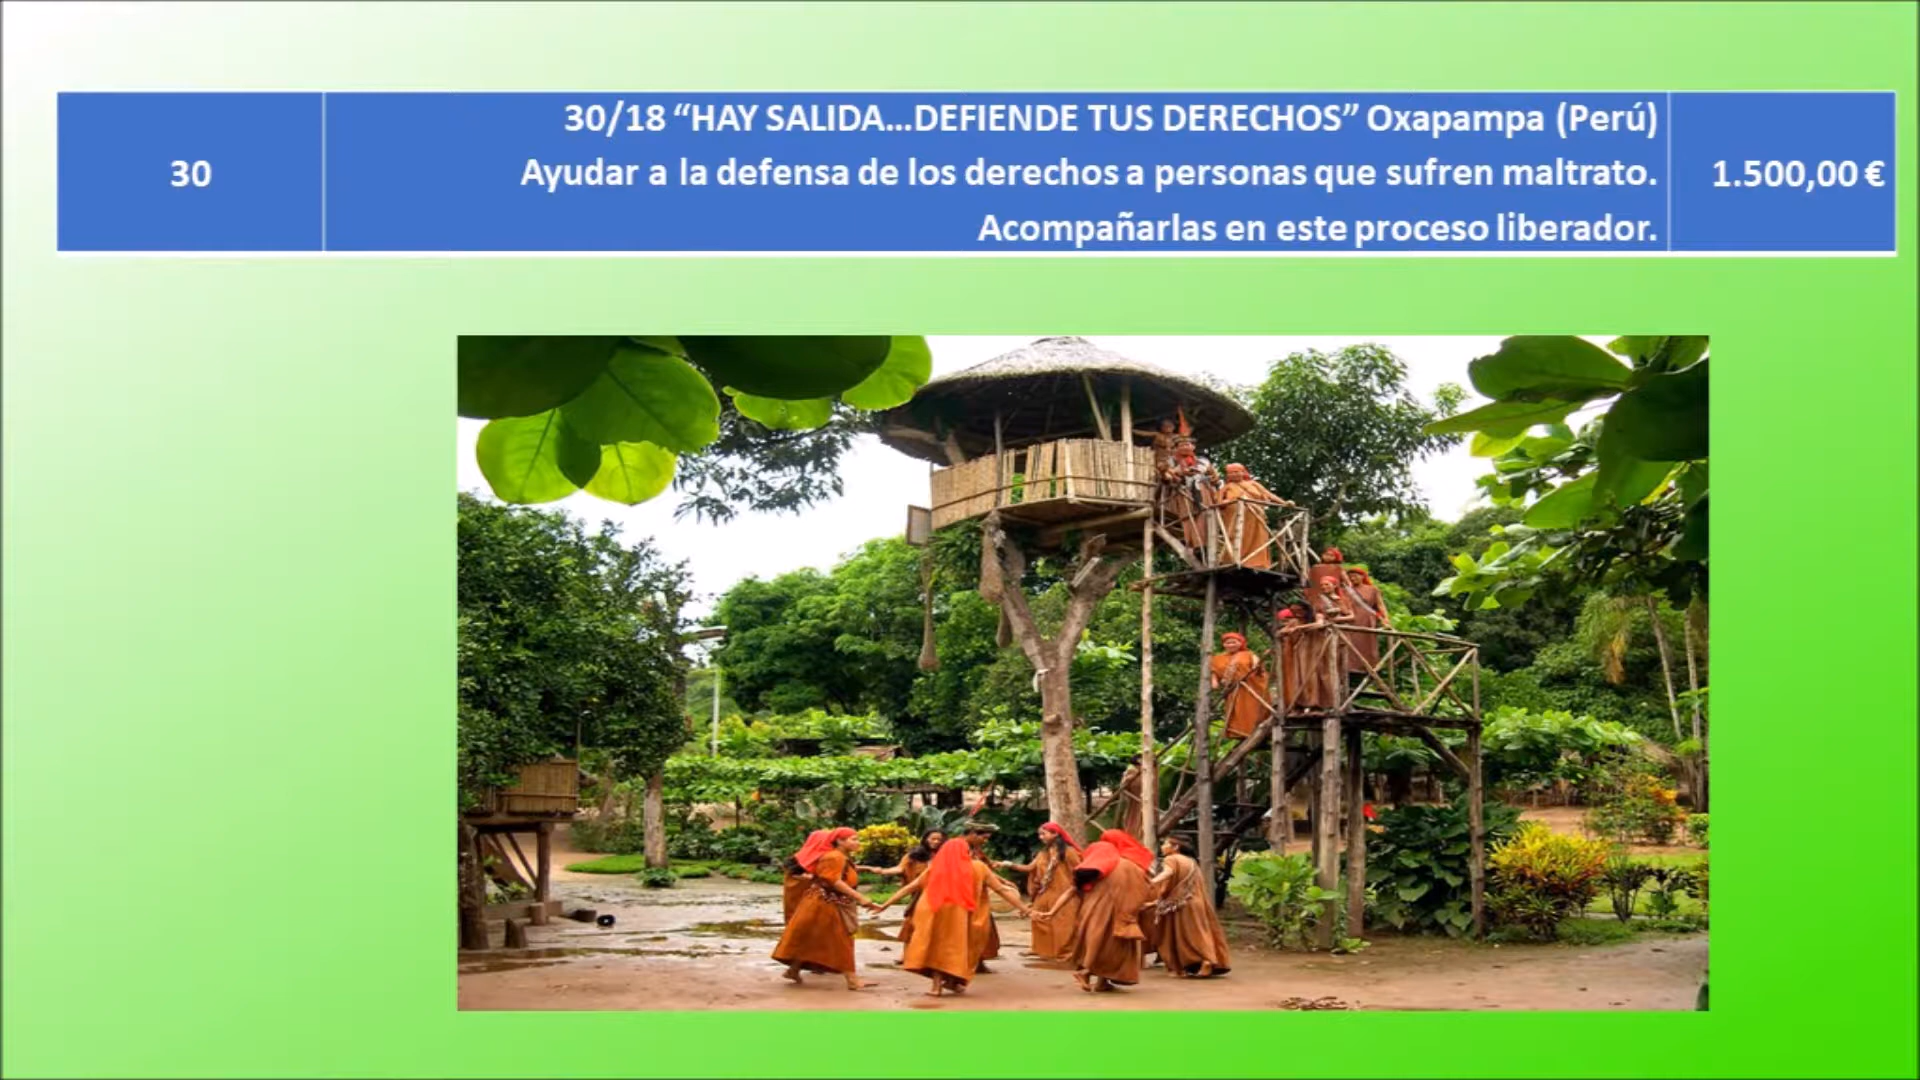 30
30/18 “HAY SALIDA...DEFIENDE TUS DERECHOS” Oxapampa (Perú)
Ayudar a la defensa de los derechos a personas que sufren maltrato.
Acompañarlas en este proceso liberador.
1.500,00 €